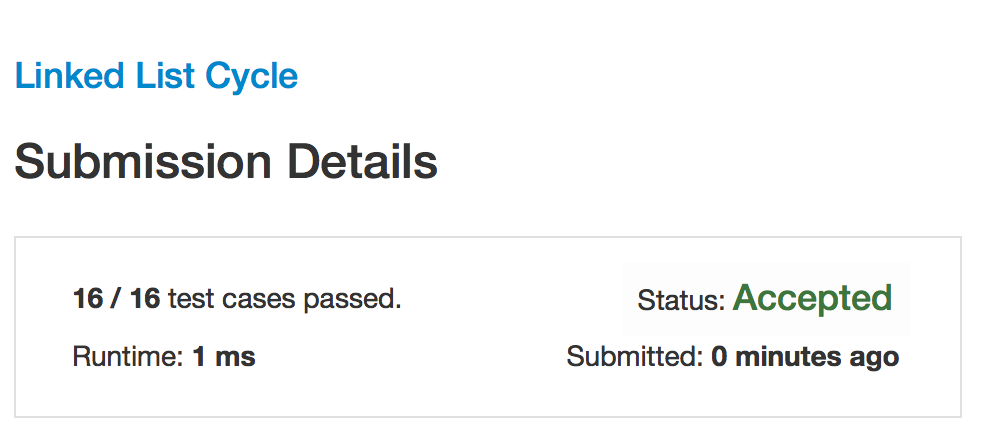 Linked List Cycle
Submission Details
16 / 16 test cases passed.
Status: Accepted
Runtime: 1 ms
Submitted: 0 minutes ago